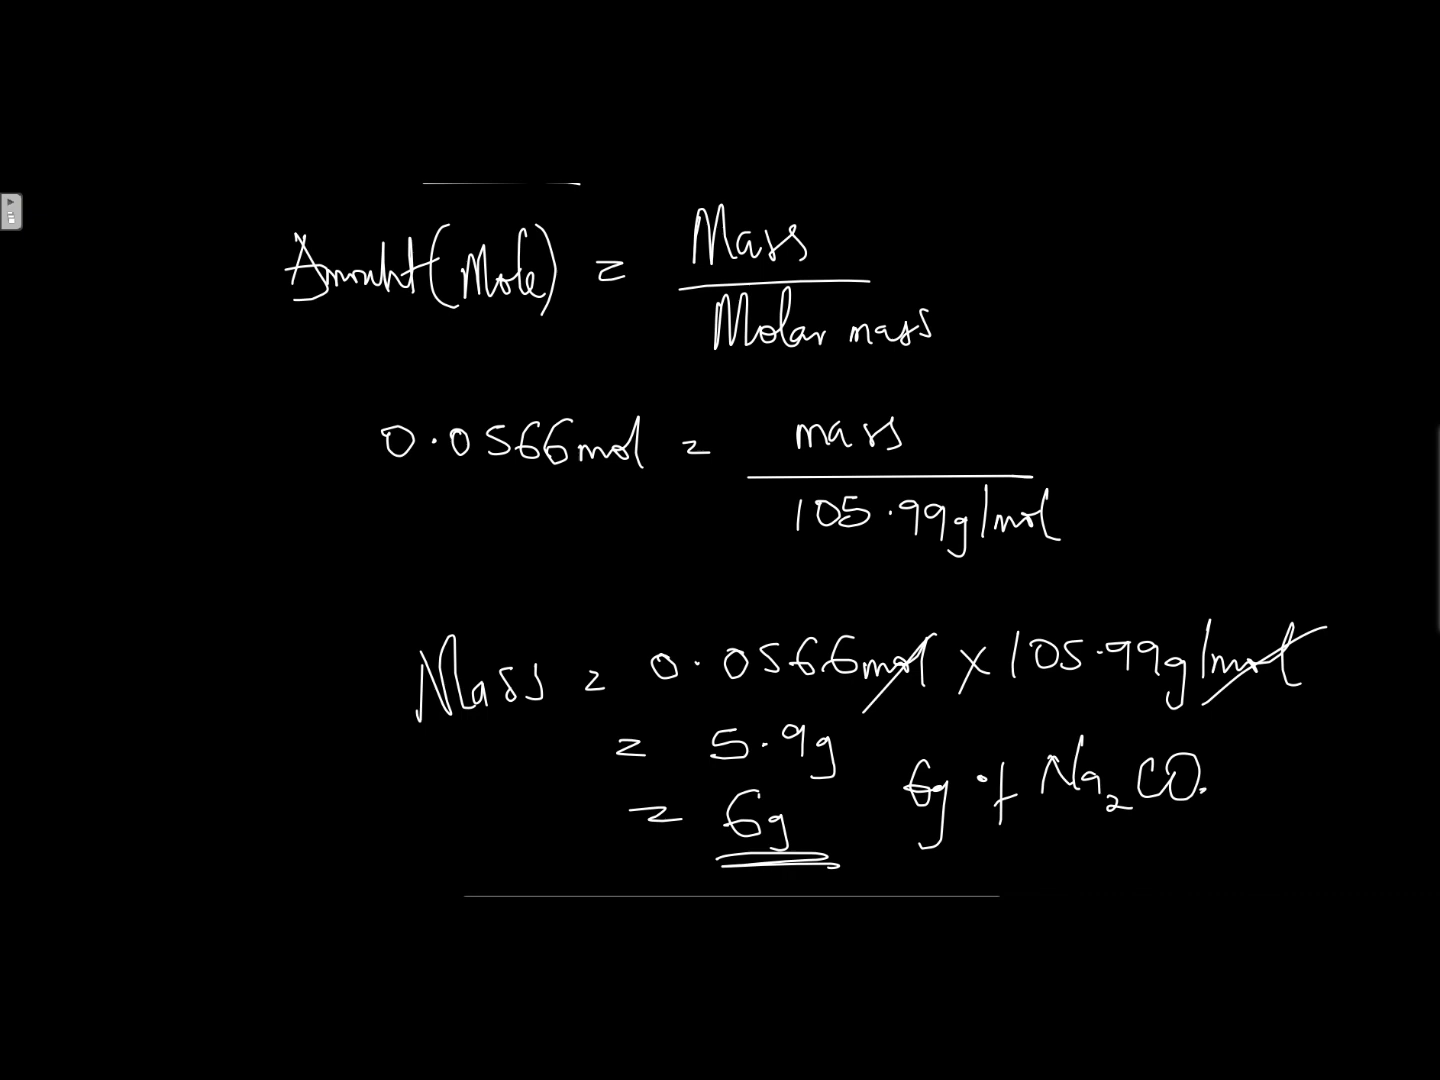 Amount (Mole) = Mass / Molar mass
0.0566mol = mass / 105.99g/mol
Mass = 0.0566mol × 105.99g/mol
= 5.99
= 6g 6g of Na₂CO.